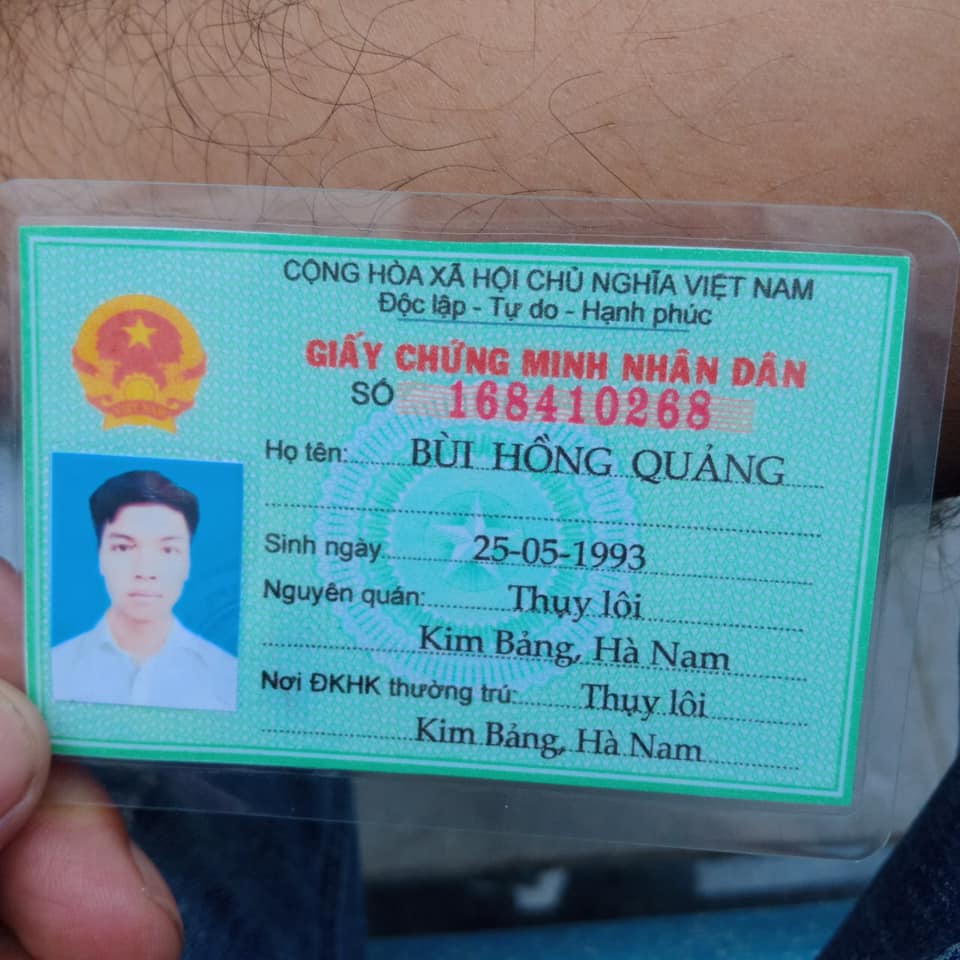 CỘNG HÒA XÃ HỘI CHỦ NGHĨA VIỆT NAM
Độc lập - Tự do - Hạnh phúc
GIẤY CHỨNG MINH NHÂN DÂN
SỐ 168410268
Họ tên: BÙI HỒNG QUẢNG
Sinh ngày 25-05-1993
Nguyên quán: Thụy lôi
Kim Bảng, Hà Nam
Nơi ĐKHK thường trú: Thụy lôi
Kim Bảng, Hà Nam